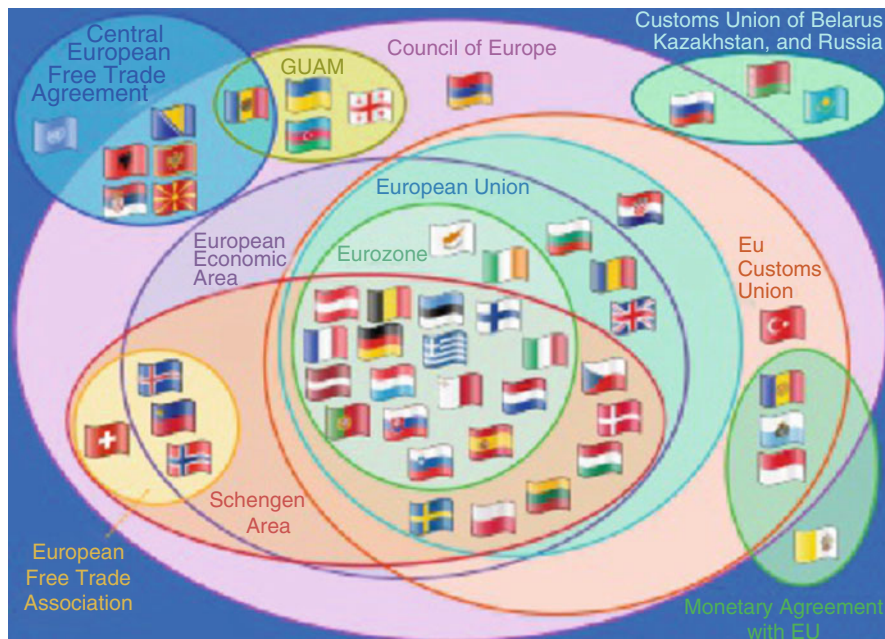 Central
European
Free Trade
Agreement
GUAM
Council of Europe
Customs Union of Belarus
Kazakhstan, and Russia
European Union
European
Economic
Area
Eurozone
Eu
Customs
Union
Schengen
Area
European
Free Trade
Association
Monetary Agreement
with EU